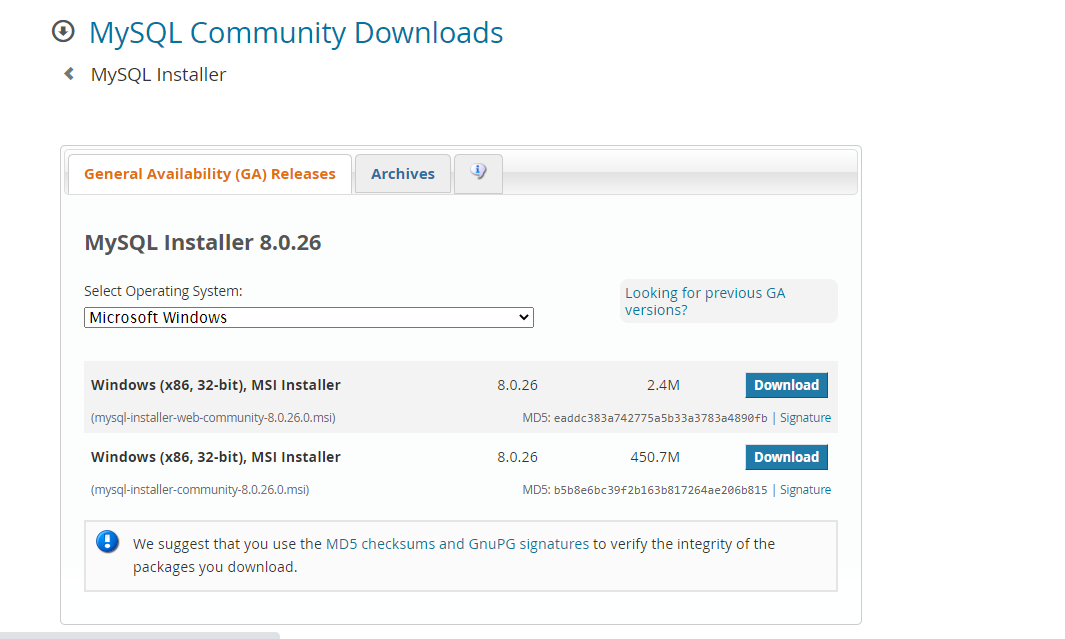 MySQL Community Downloads
MySQL Installer
General Availability (GA) Releases
Archives
MySQL Installer 8.0.26
Select Operating System:
Looking for previous GA
versions?
Microsoft Windows
Windows (x86, 32-bit), MSI Installer 8.0.26 2.4M Download
(mysql-installer-web-community-8.0.26.0.msi) MD5: eaddc383a742775a5b33a3783a4890fb | Signature
Windows (x86, 32-bit), MSI Installer 8.0.26 450.7M Download
(mysql-installer-community-8.0.26.0.msi) MD5: b5b8e6bc39f2b163b817264ae206b815 | Signature
We suggest that you use the MD5 checksums and GnuPG signatures to verify the integrity of the
packages you download.